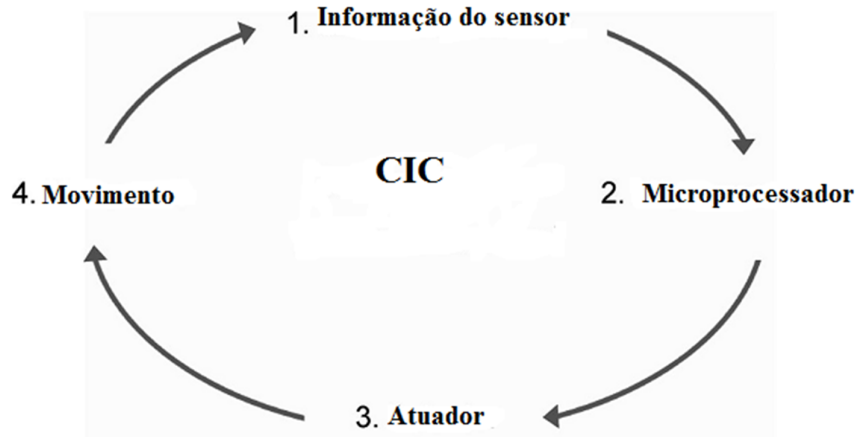 1. Informação do sensor
CIC
2. Microprocessador
4. Movimento
3. Atuador